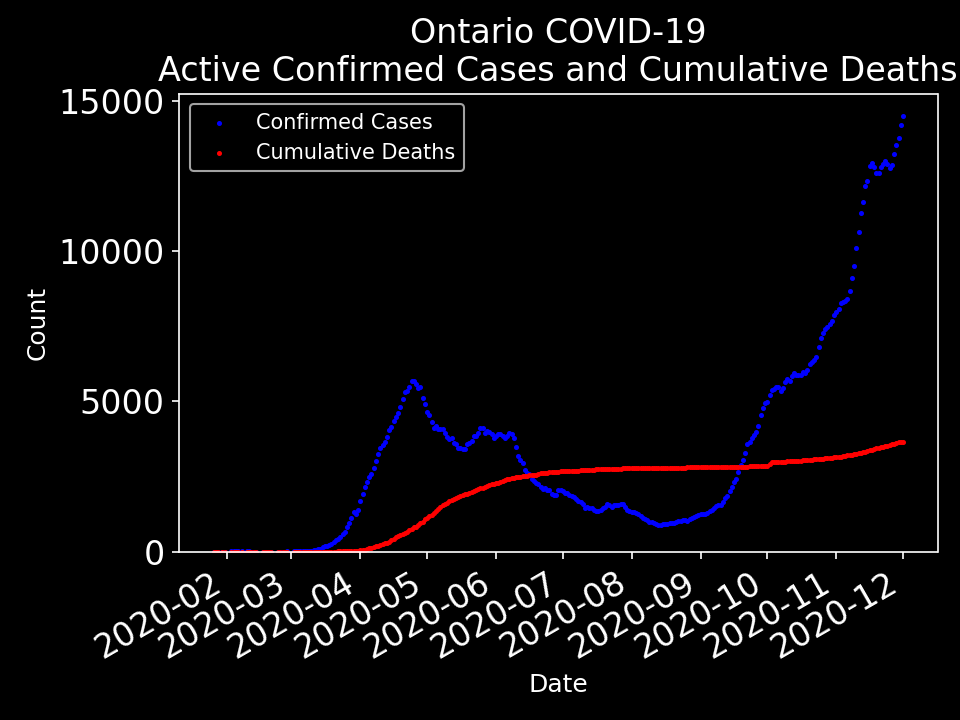 Ontario COVID-19
Active Confirmed Cases and Cumulative Deaths
15000
Confirmed Cases
Cumulative Deaths
10000
Count
5000
0
2020-02
2020-03
2020-04
2020-05
2020-06
2020-07
2020-08
2020-09
2020-10
2020-11
2020-12
Date